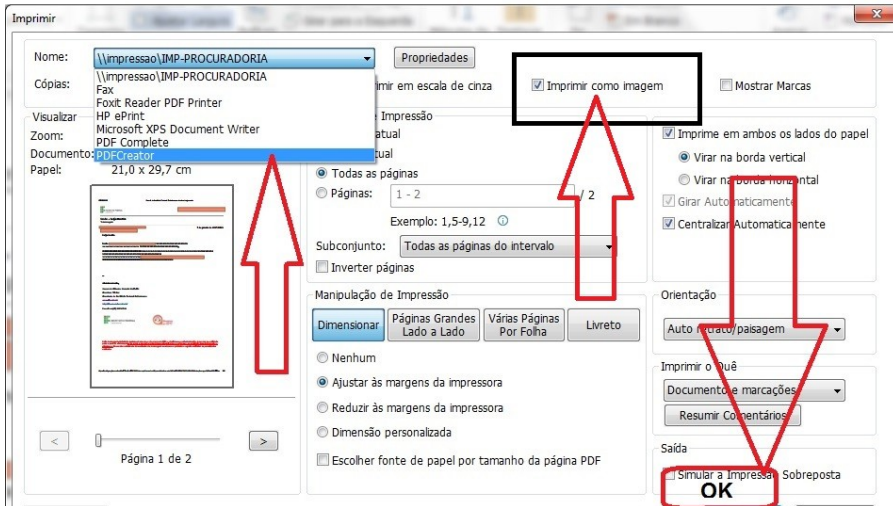 Imprimir
Nome: \\impressao\IMP-PROCURADORIA Propriedades
\\impressao\IMP-PROCURADORIA
Fax
Foxit Reader PDF Printer
HP ePrint
Microsoft XPS Document Writer
PDF Complete
PDFCreator
Cópias: em escala de cinza Imprimir como imagem Mostrar Marcas
Visualizar
Zoom:
Documento:
Papel: 21,0 x 29,7 cm
Página 1 de 2
Impressão
Todas as páginas
Páginas: 1 - 2 / 2
Exemplo: 1,5-9,12
Subconjunto: Todas as páginas do intervalo
Inverter páginas
Manipulação de Impressão
Dimensionar
Páginas Grandes
Lado a Lado
Várias Páginas
Por Folha
Livreto
Nenhum
Ajustar às margens da impressora
Reduzir às margens da impressora
Dimensão personalizada
Escolher fonte de papel por tamanho da página PDF
Imprime em ambos os lados do papel
Virar na borda vertical
Virar na borda horizontal
Girar Automaticamente
Centralizar Automaticamente
Orientação
Auto retrato/paisagem
Imprimir o Quê
Documento e marcações
Resumir Comentários
Saída
Simular a Impressão Sobreposta
OK